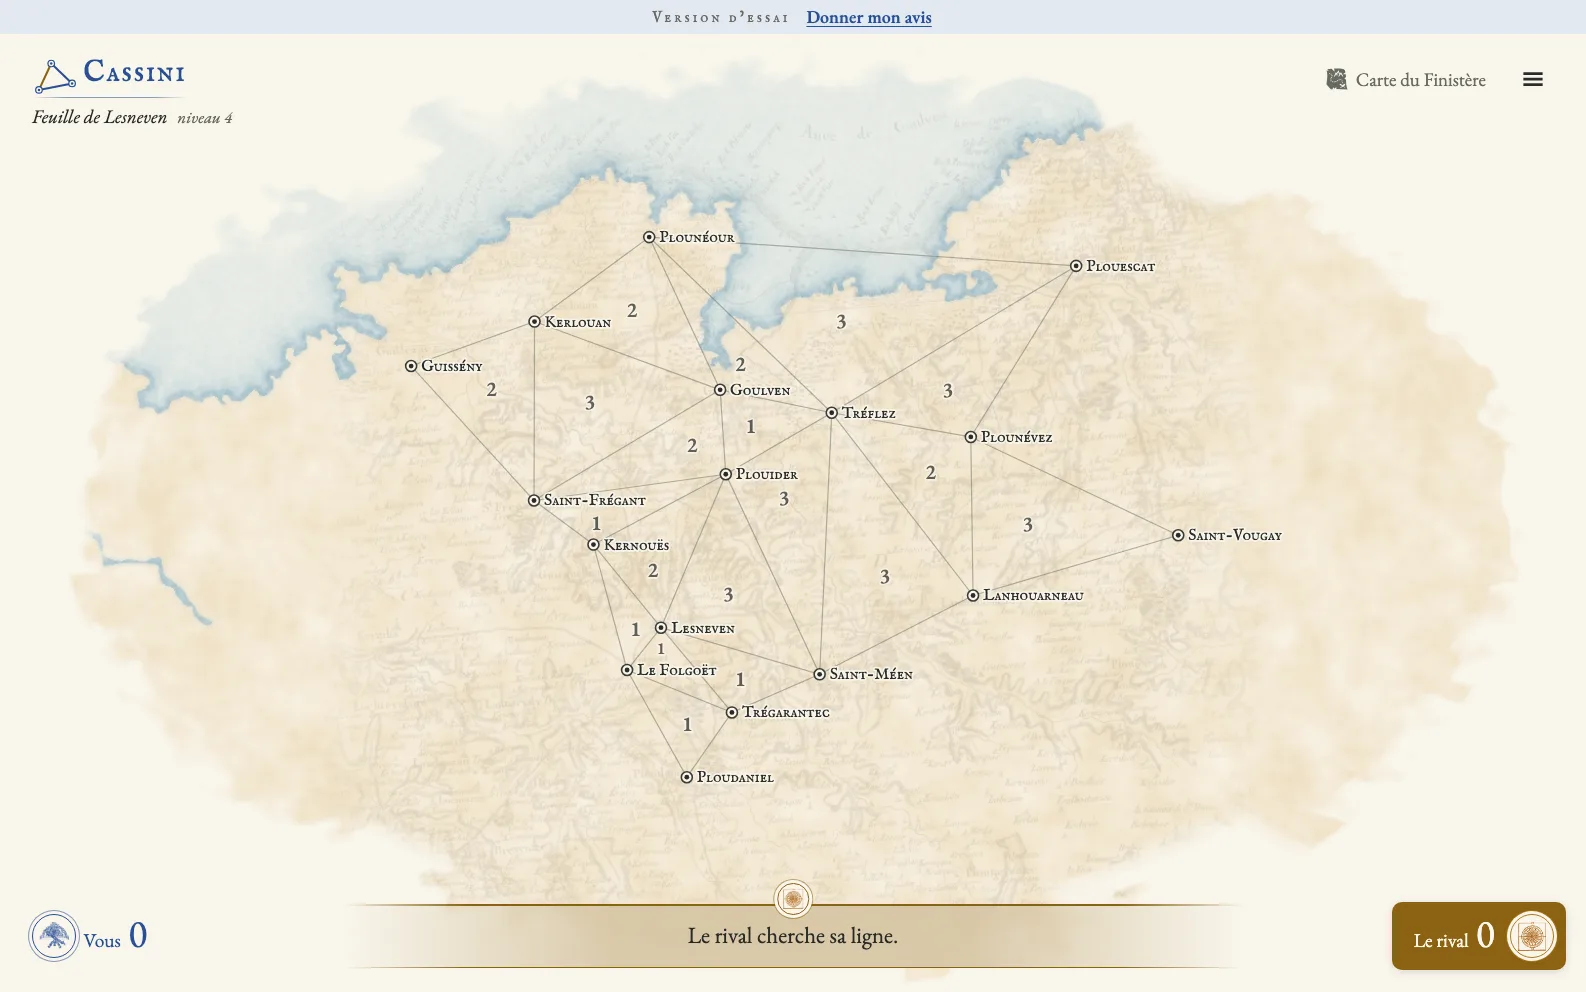 Version d'essai Donner mon avis
Cassini
Carte du Finistère
Feuille de Lesneven niveau 4
Plounéour
Plouescat
2
Kerlouan
3
Guissény
2
2
Goulven
3
3
Tréflez
1
Plounévez
2
Plouider
2
3
Saint-Frégant
1
3
Saint-Vougay
Kernouës
2
3
3
Lanhouarneau
1
Lesneven
1
Le Folgoët
1
Saint-Méen
Trégarantec
1
Ploudaniel
Vous 0
Le rival cherche sa ligne.
Le rival 0